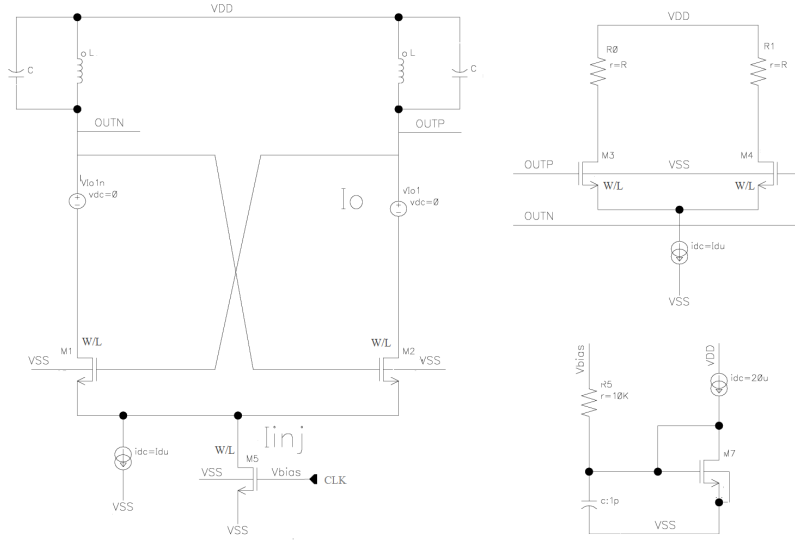 VDD
C
L
L
C
OUTN
OUTP
Vlo1n
vdc=0
Io
vlo1
vdc=0
W/L
W/L
M1
M2
VSS
VSS
Iinj
W/L
M5
idc=Idu
VSS
Vbias
CLK
VSS
VSS
VDD
R0
r=R
R1
r=R
M3
M4
OUTP
VSS
W/L
W/L
OUTN
idc=Idu
VSS
Vbias
VDD
R5
r=10K
idc=20u
M7
c:1p
VSS